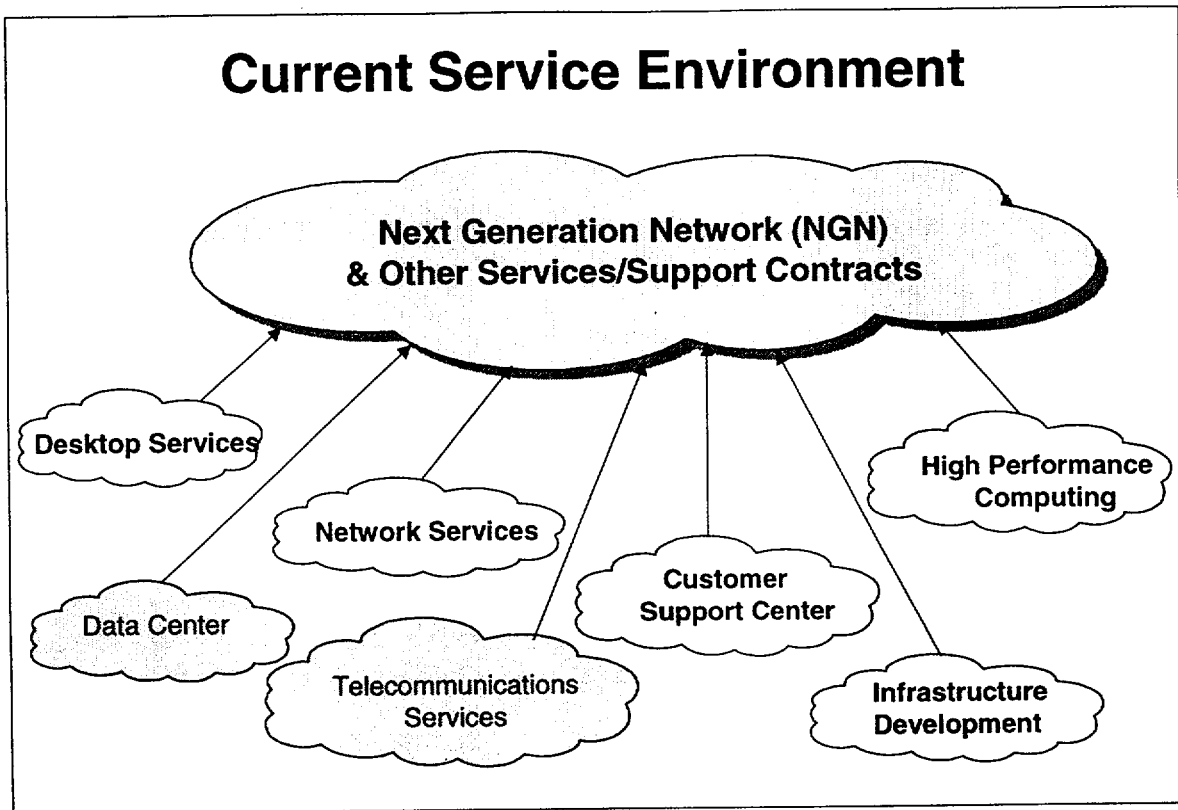 Current Service Environment
Next Generation Network (NGN)
& Other Services/Support Contracts
Desktop Services
High Performance
Computing
Network Services
Customer
Support Center
Data Center
Telecommunications
Services
Infrastructure
Development